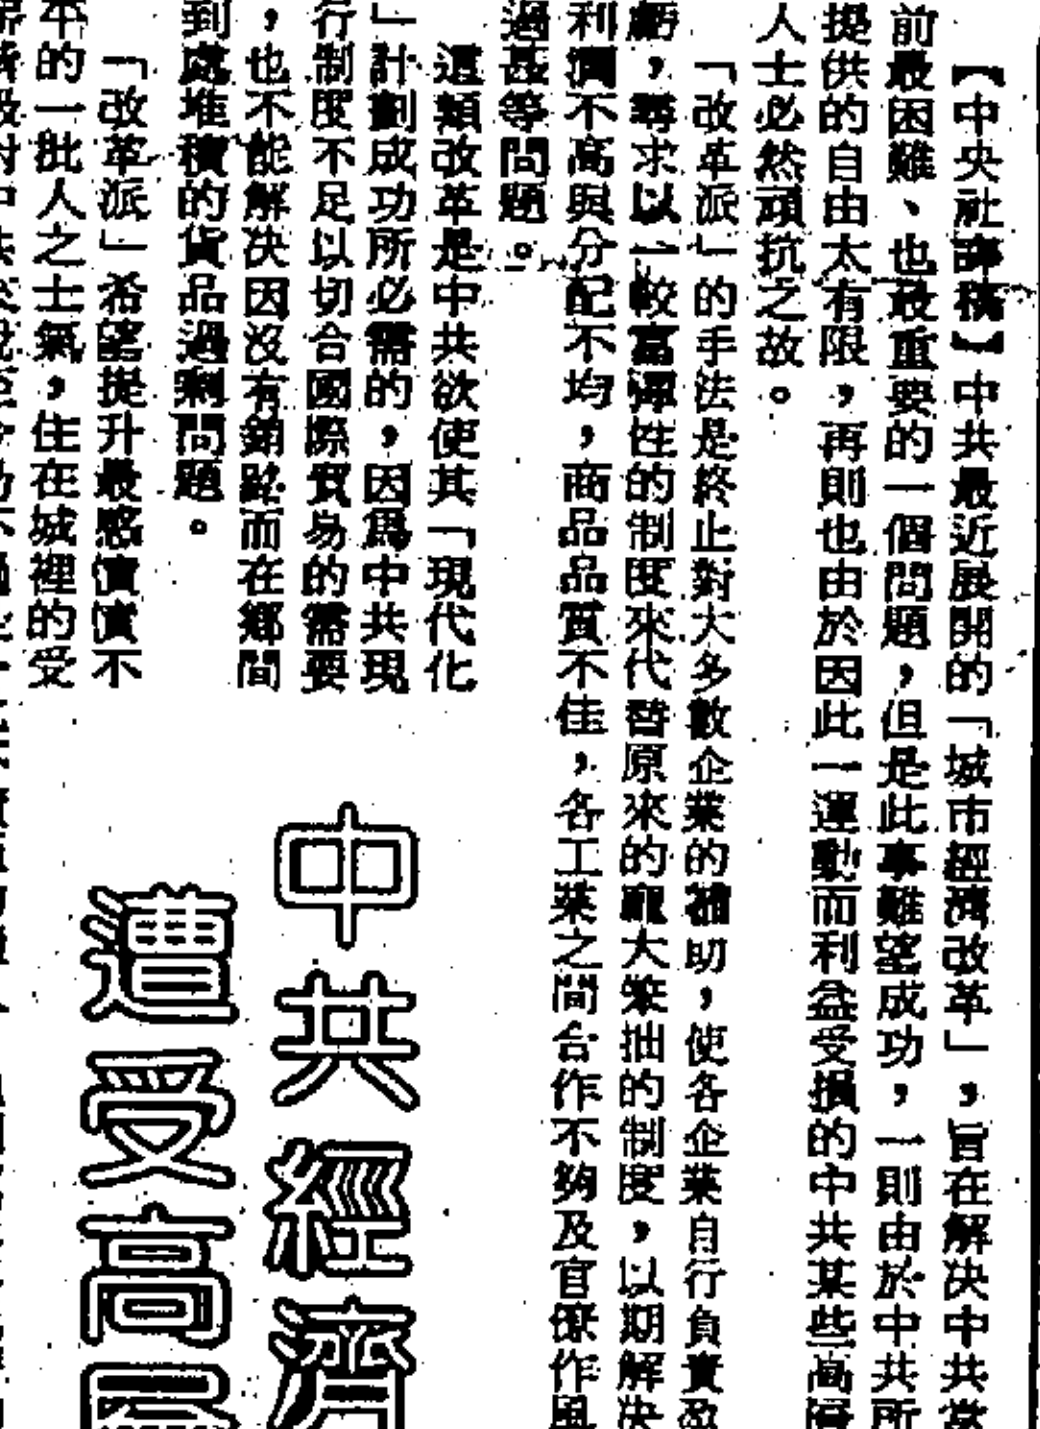 【中央社譯稿】中共最近展開的「城市經濟改革」，旨在解决中共當
前最困難、也最重要的一個問題，但是此事難望成功，一則由於中共所
提供的自由太有限，再則也由於因此一運動而利益受損的中共某些高層
人士必然頑抗之故。
「改革派」的手法是終止對大多數企業的補助，使各企業自行負責盈
虧，尋求以一較富彈性的制度來代替原來的龐大笨拙的制度，以期解决
利潤不高與分配不均，商品品質不佳，各工業之間合作不夠及官僚作風
過甚等問題。
這類改革是中共欲使其「現代化
」計劃成功所必需的，因爲中共現
行制度不足以切合國際貿易的需要
，也不能解决因沒有銷路而在鄉間
到處堆積的貨品過剩問題。
「改革派」希望提升最感憤憤不
平的一批人之士氣，住在城裡的受
中共經濟
遭受高層